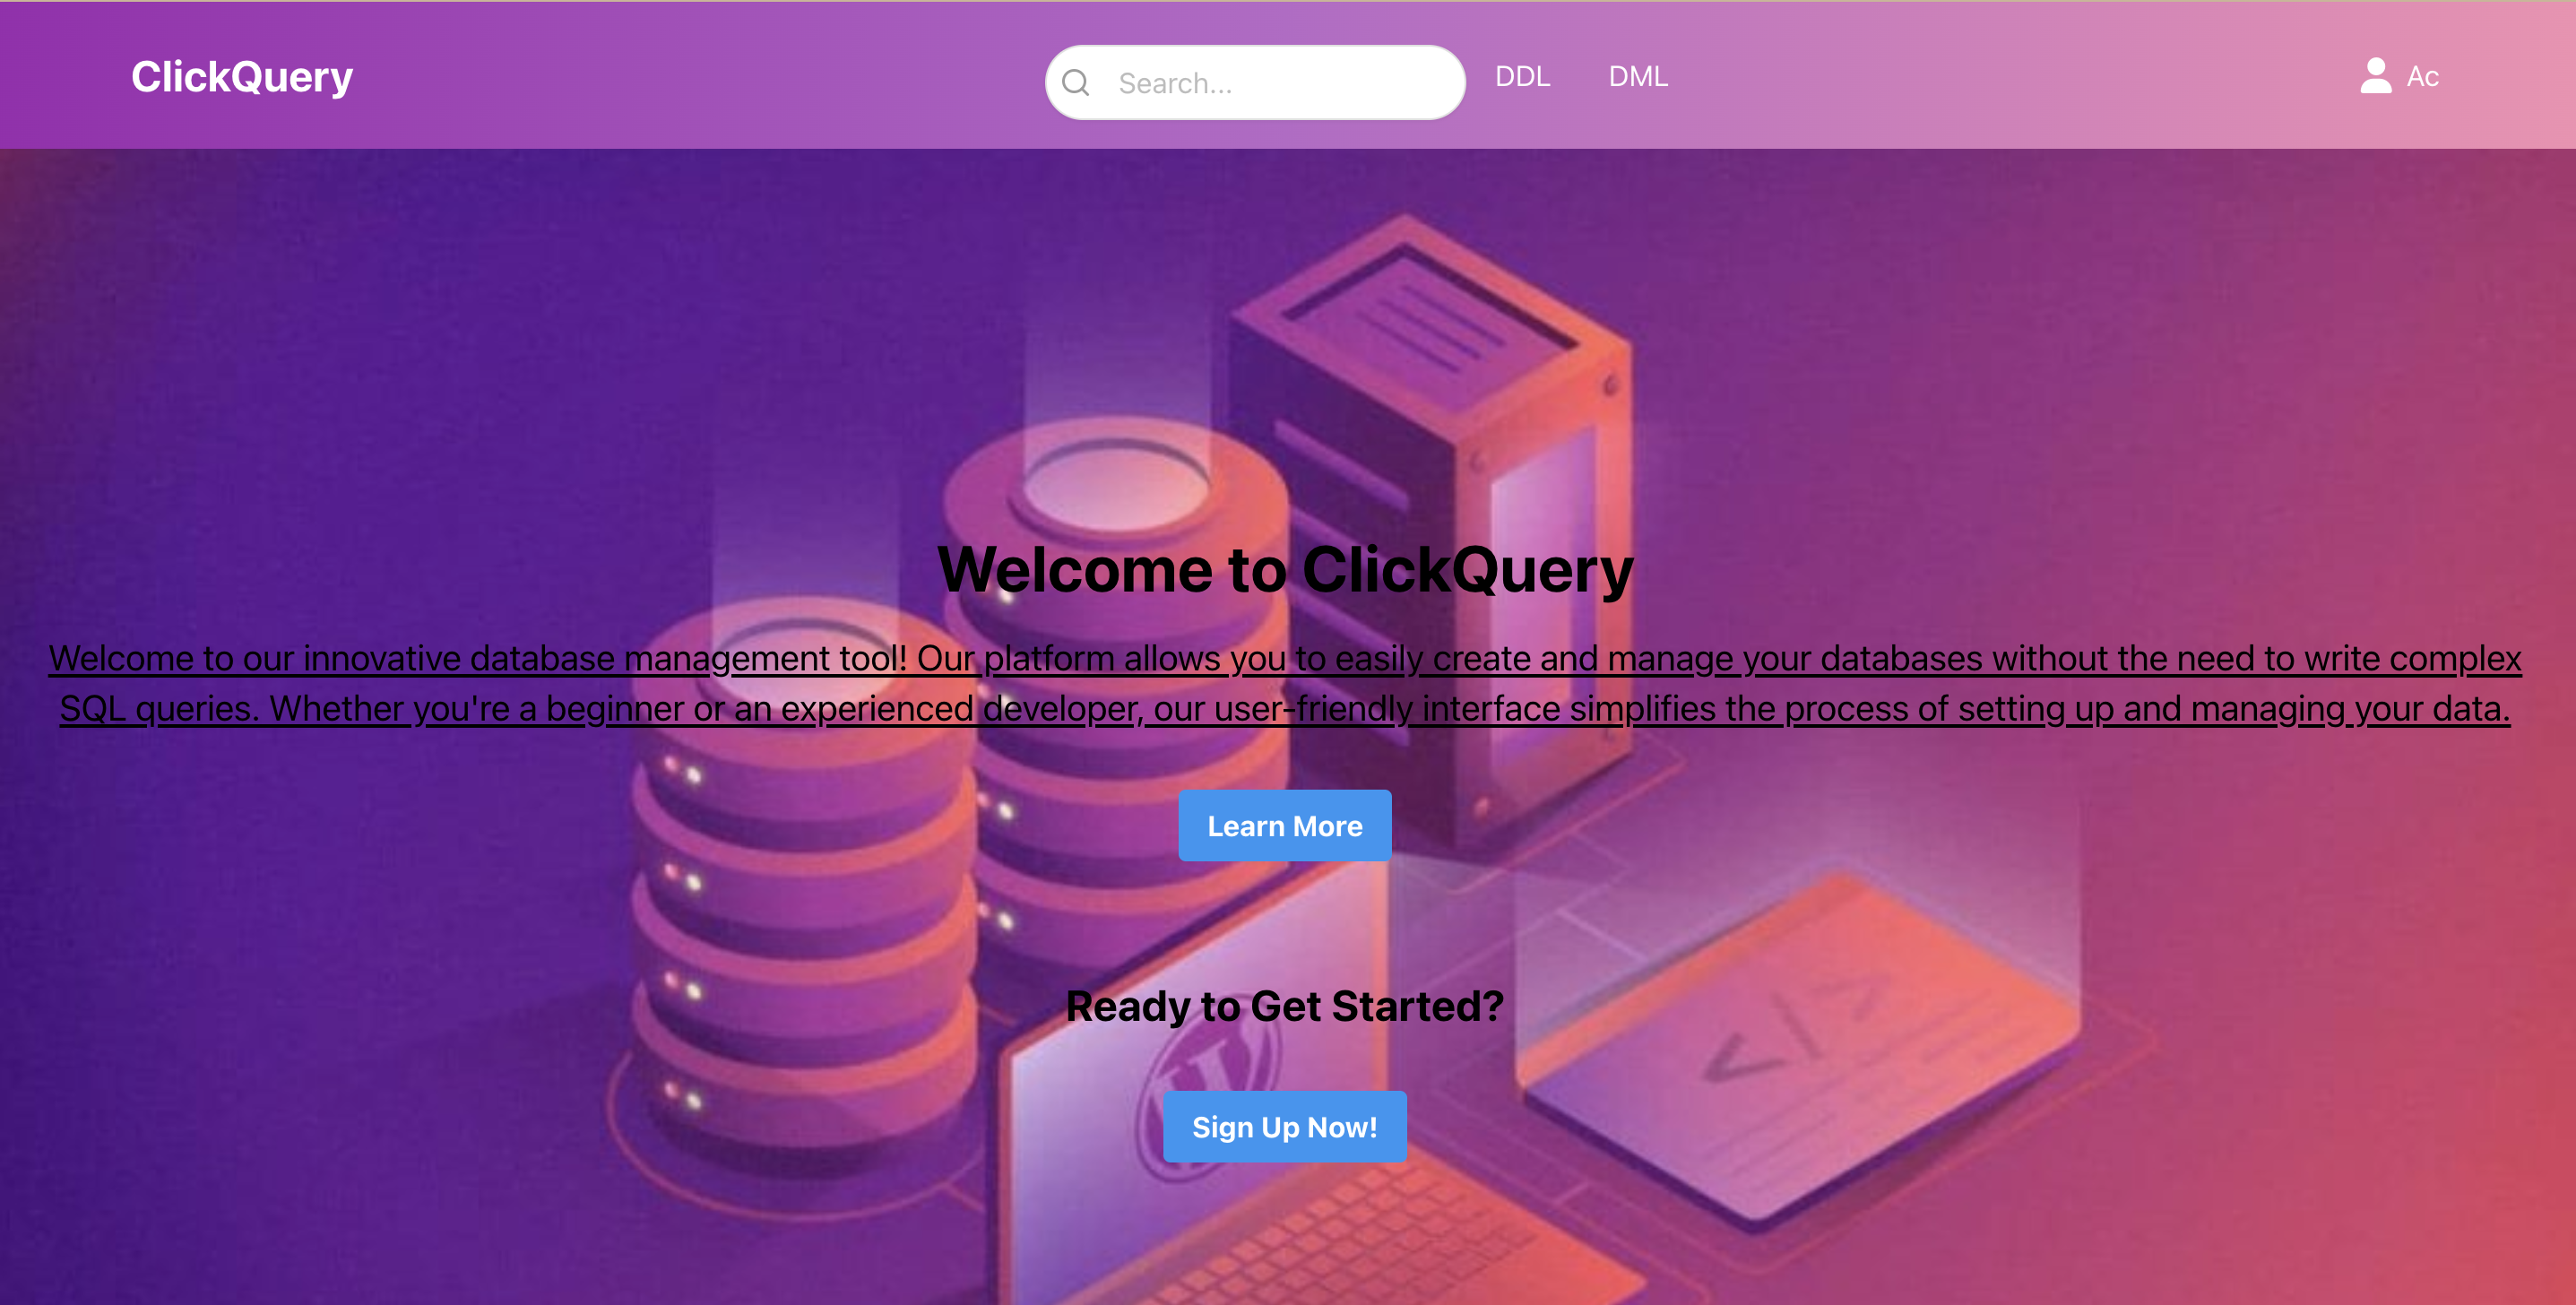 ClickQuery
Search...
DDL
DML
Ac
Welcome to ClickQuery
Welcome to our innovative database management tool! Our platform allows you to easily create and manage your databases without the need to write complex
SQL queries. Whether you're a beginner or an experienced developer, our user-friendly interface simplifies the process of setting up and managing your data.
Learn More
</>
Ready to Get Started?
Sign Up Now!